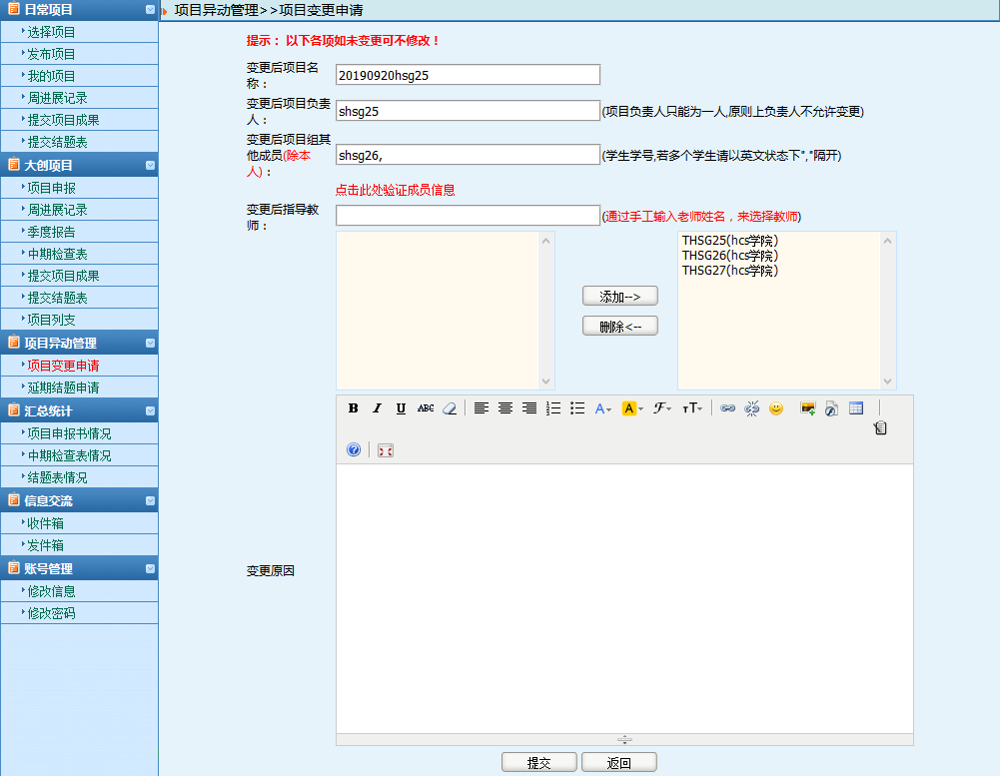 日常项目
选择项目
发布项目
我的项目
周进展记录
提交项目成果
提交结题表
大创项目
项目申报
周进展记录
季度报告
中期检查表
提交项目成果
提交结题表
项目列支
项目异动管理
项目变更申请
延期结题申请
汇总统计
项目申报书情况
中期检查表情况
结题表情况
信息交流
收件箱
发件箱
账号管理
修改信息
修改密码
项目异动管理>>项目变更申请
提示： 以下各项如未变更可不修改！
变更后项目名
称：
20190920hsg25
变更后项目负责
人：
shsg25
(项目负责人只能为一人,原则上负责人不允许变更)
变更后项目组其
他成员(除本
人)：
shsg26,
(学生学号,若多个学生请以英文状态下","隔开)
点击此处验证成员信息
变更后指导教
师：
(通过手工输入老师姓名，来选择教师)
THSG25(hcs学院)
THSG26(hcs学院)
THSG27(hcs学院)
添加-->
删除<--
B I U ABC A A F TT
变更原因
提交
返回